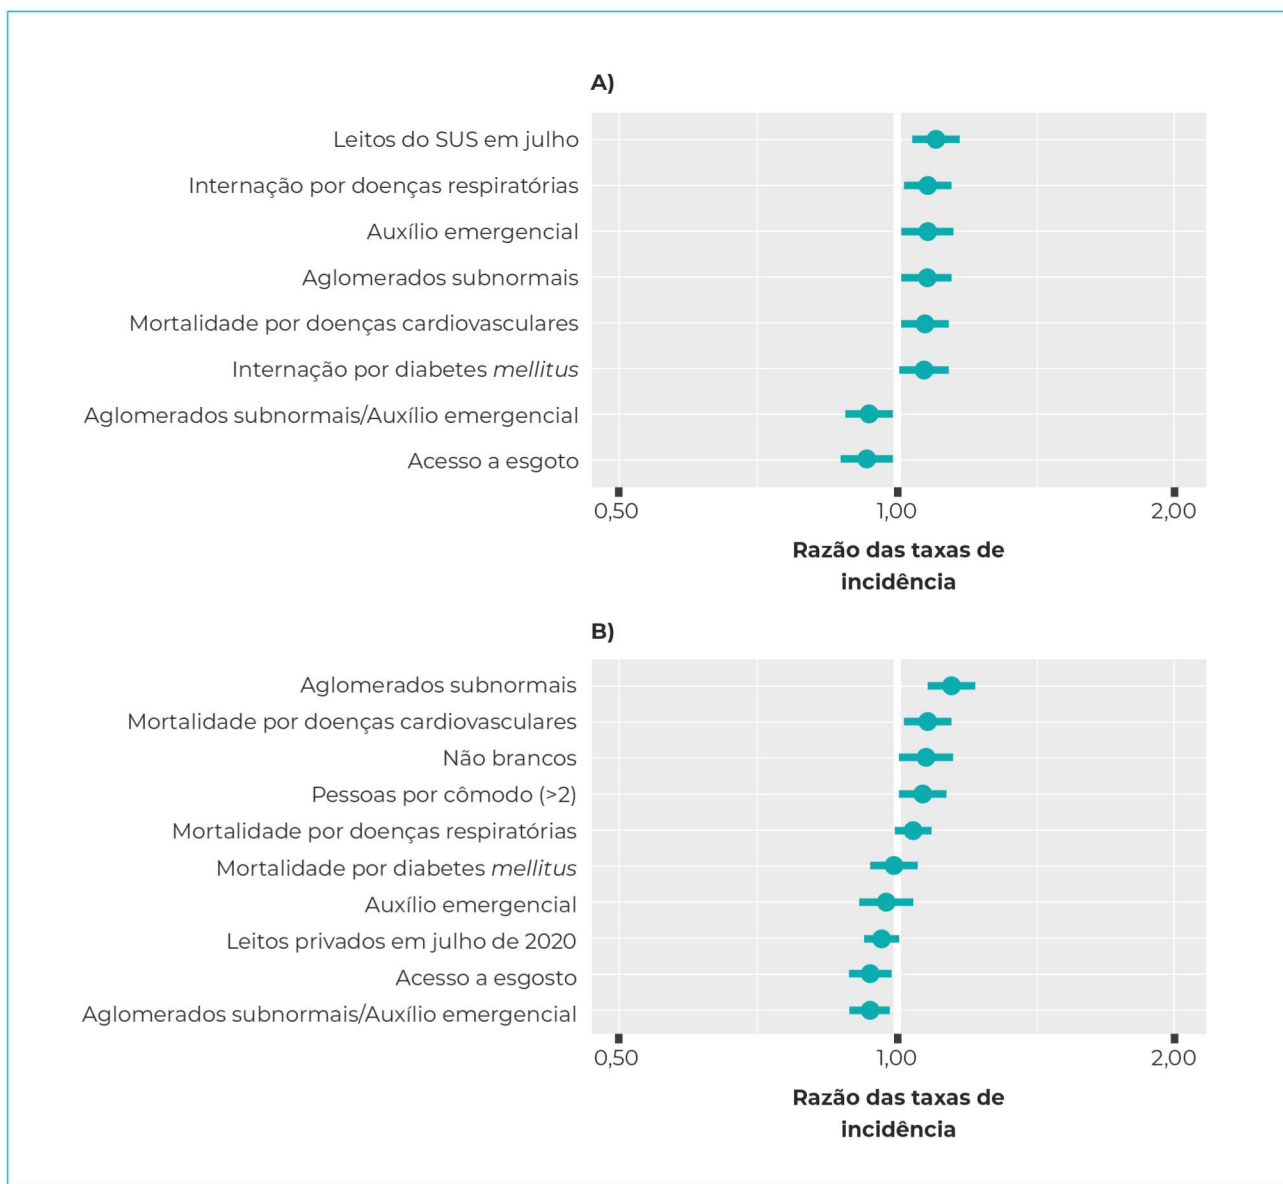 A)
Leitos do SUS em julho
Internação por doenças respiratórias
Auxílio emergencial
Aglomerados subnormais
Mortalidade por doenças cardiovasculares
Internação por diabetes mellitus
Aglomerados subnormais/Auxílio emergencial
Acesso a esgoto
0,50 1,00 2,00
Razão das taxas de
incidência
B)
Aglomerados subnormais
Mortalidade por doenças cardiovasculares
Não brancos
Pessoas por cômodo (>2)
Mortalidade por doenças respiratórias
Mortalidade por diabetes mellitus
Auxílio emergencial
Leitos privados em julho de 2020
Acesso a esgosto
Aglomerados subnormais/Auxílio emergencial
0,50 1,00 2,00
Razão das taxas de
incidência